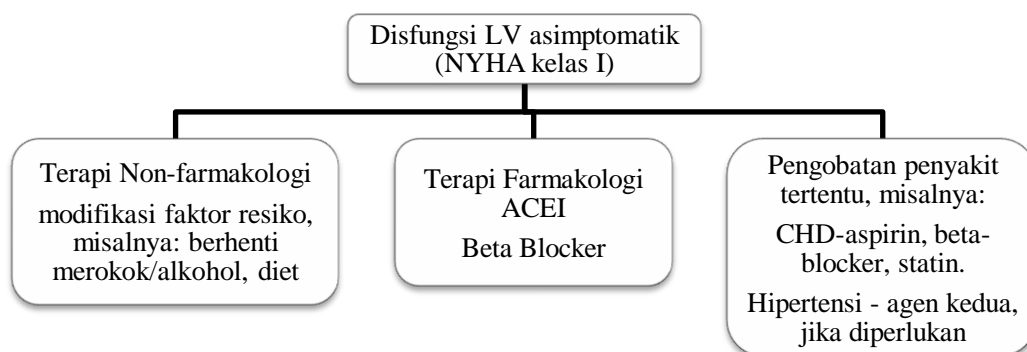 Disfungsi LV asimptomatik
(NYHA kelas I)
Terapi Non-farmakologi
modifikasi faktor resiko,
misalnya: berhenti
merokok/alkohol, diet
Terapi Farmakologi
ACEI
Beta Blocker
Pengobatan penyakit
tertentu, misalnya:
CHD-aspirin, beta-
blocker, statin.
Hipertensi - agen kedua,
jika diperlukan